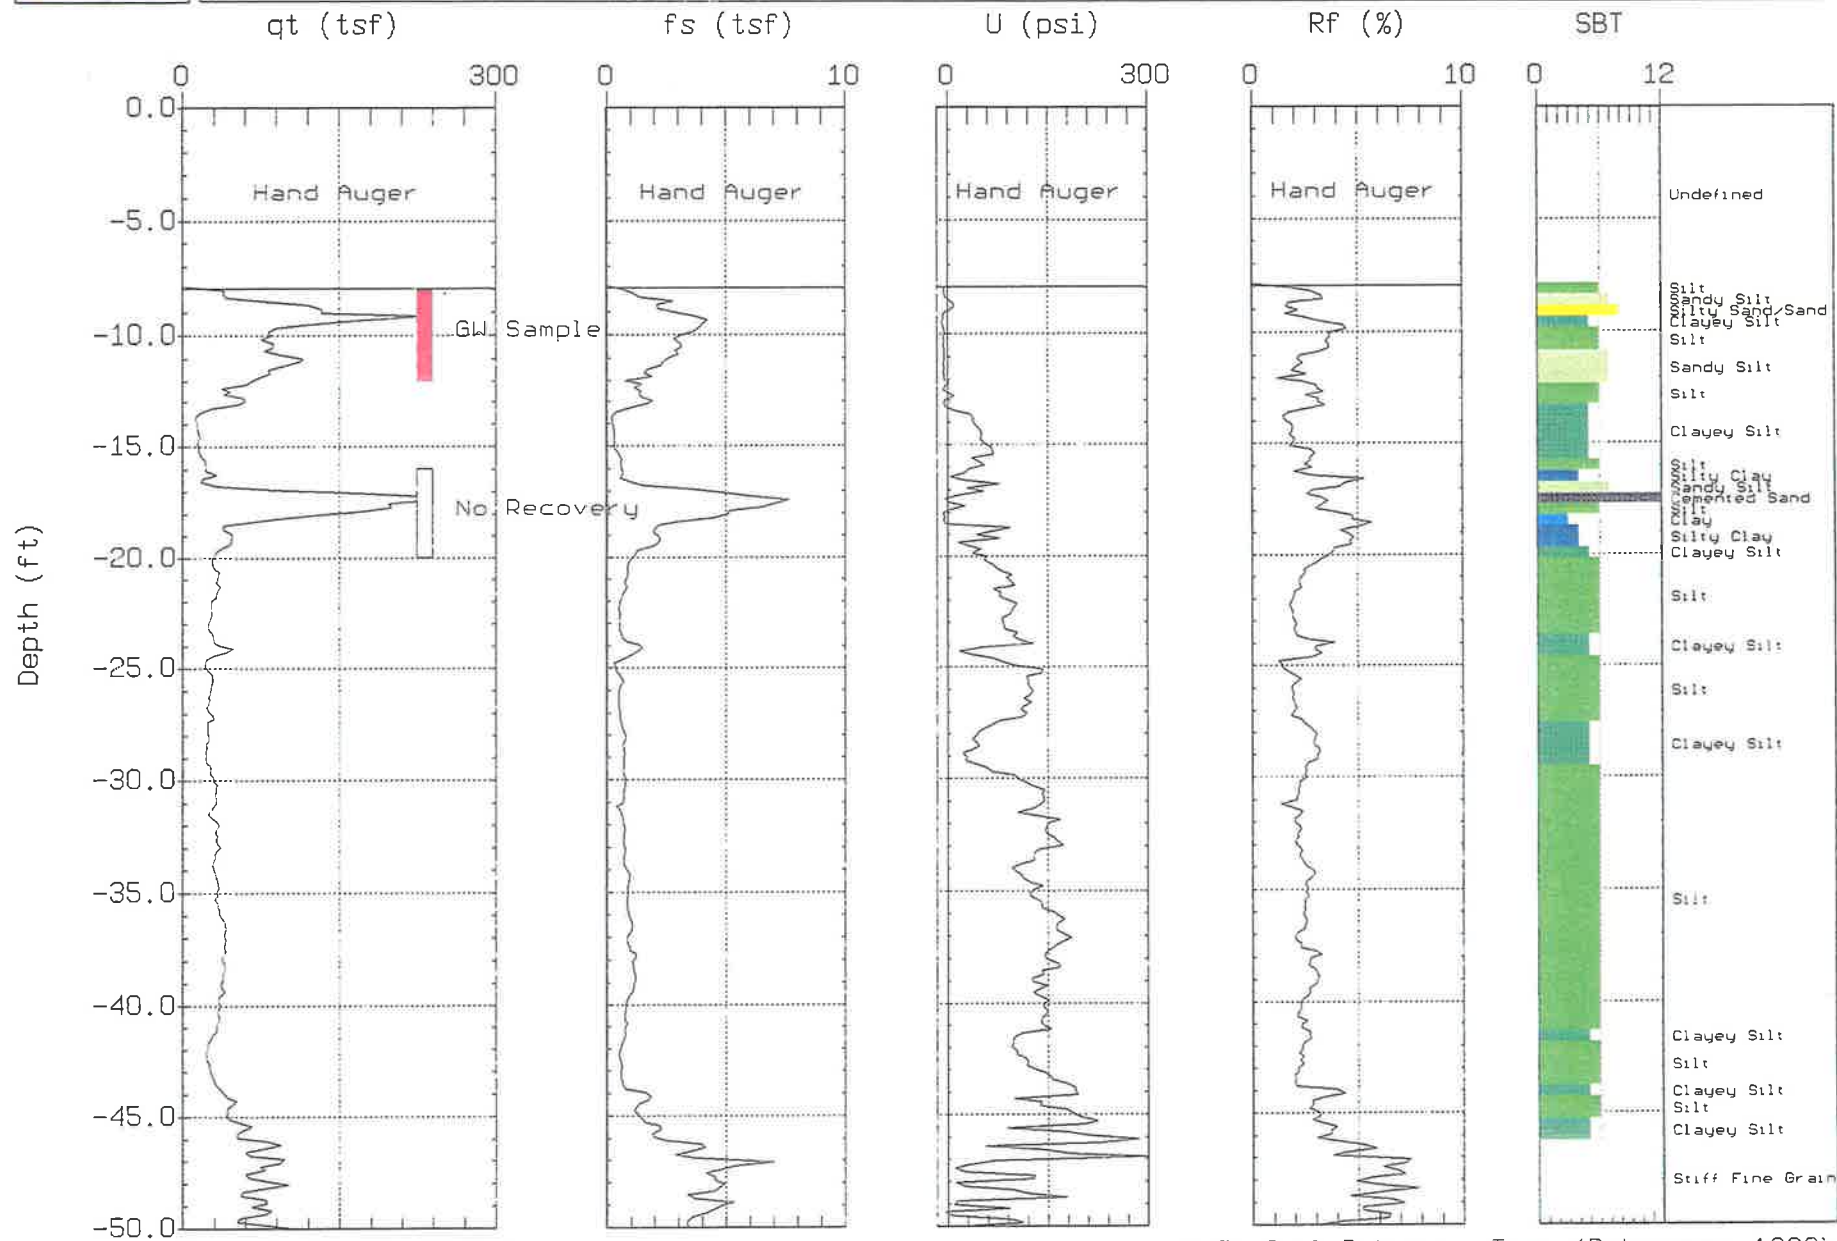 qt (tsf) fs (tsf) U (psi) Rf (%) SBT
0 300 0 10 0 300 0 10 0 12
0.0
Hand Auger Hand Auger Hand Auger Hand Auger
Undefined
-5.0
Silt
Sandy Silt
Silty Sand/Sand
Clayey Silt
GW Sample
-10.0
Silt
Sandy Silt
Silt
Clayey Silt
-15.0
Silt
Silty Clay
Sandy Silt
Cemented Sand
No Recovery
Silt
Clay
Silty Clay
Clayey Silt
-20.0
Silt
Clayey Silt
-25.0
Silt
Clayey Silt
-30.0
Depth (ft)
-35.0
Silt
-40.0
Clayey Silt
Silt
Clayey Silt
Silt
-45.0
Clayey Silt
Stiff Fine Grain
-50.0